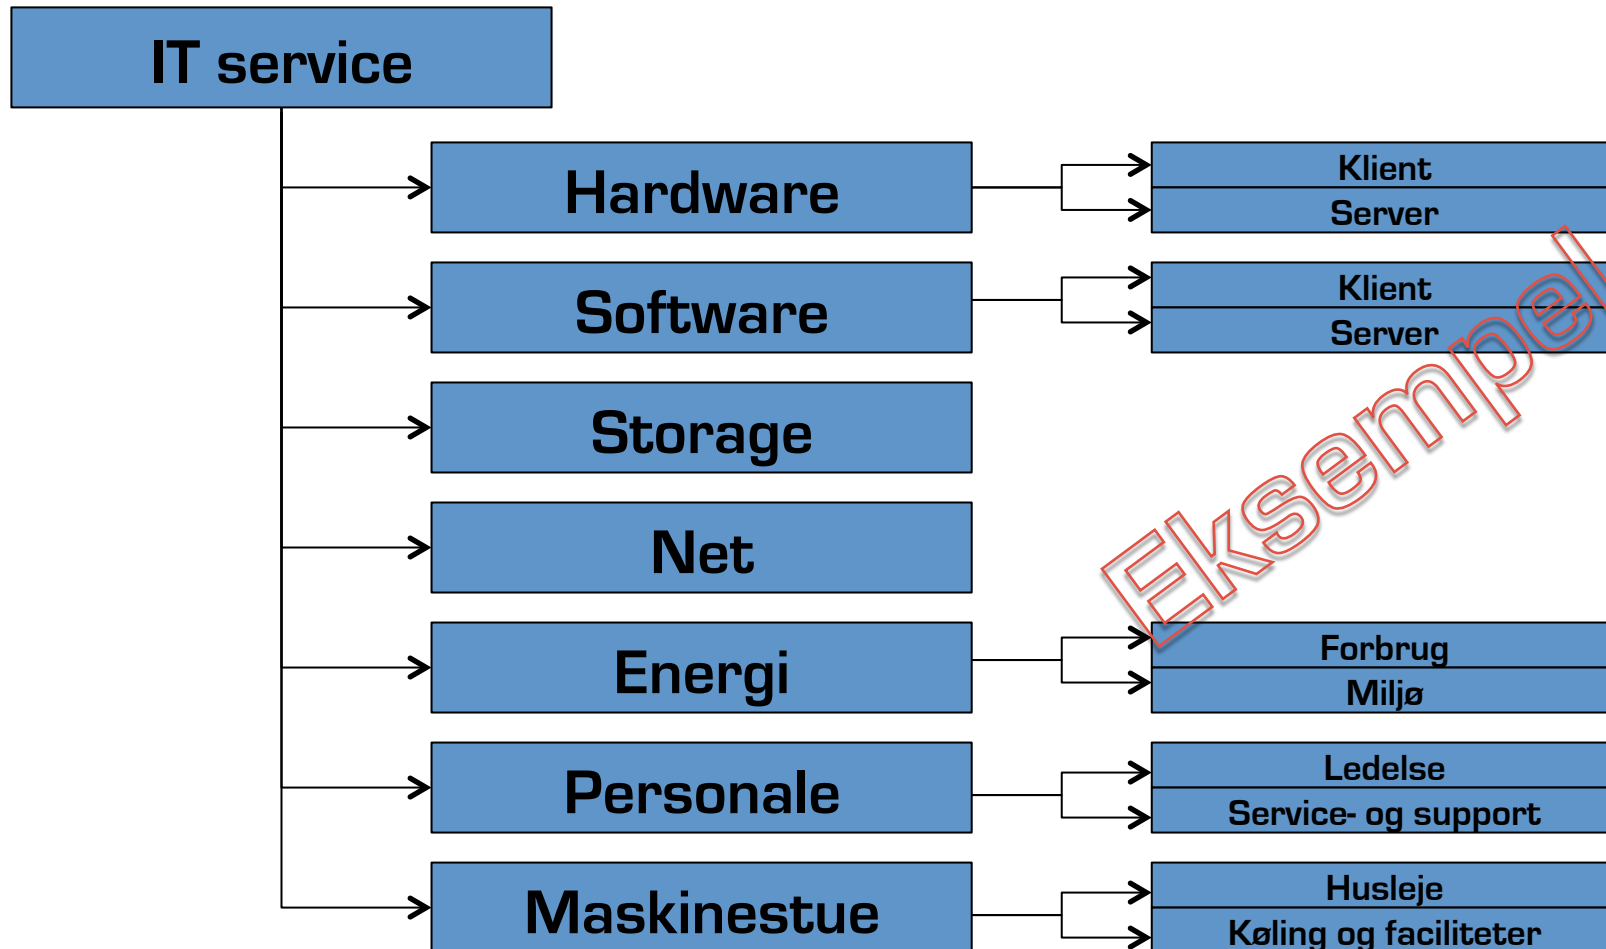 IT service
Hardware
Klient
Server
Software
Klient
Server
Storage
Net
Eksempel
Energi
Forbrug
Miljø
Personale
Ledelse
Service- og support
Maskinestue
Husleje
Køling og faciliteter